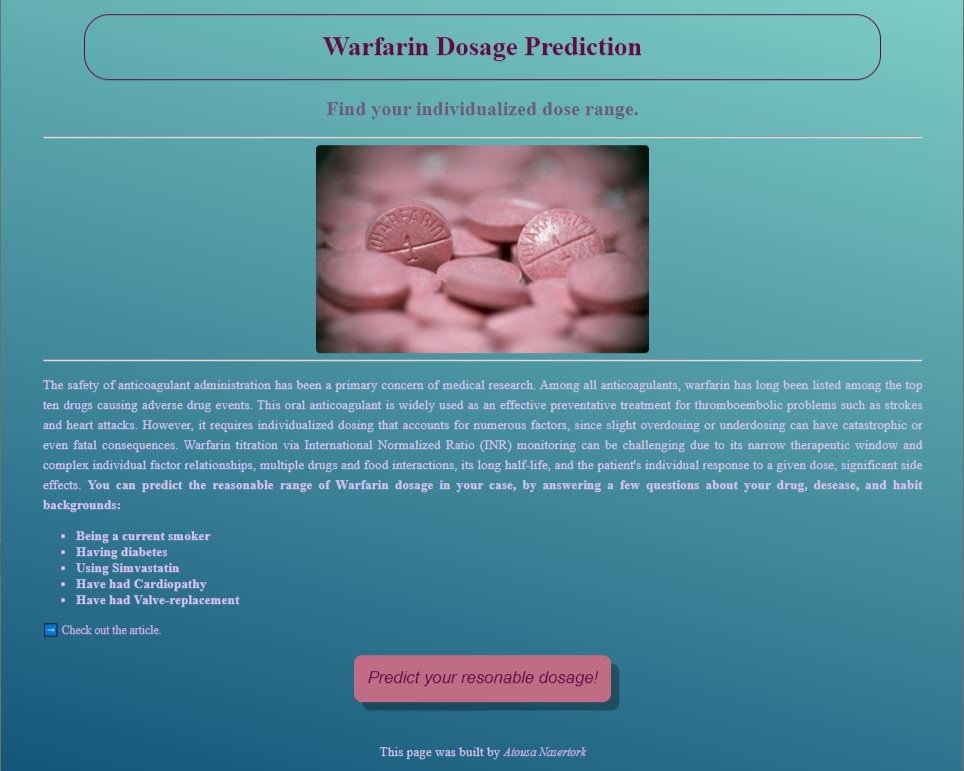 Warfarin Dosage Prediction
Find your individualized dose range.
WARFARIN
WARFARIN
The safety of anticoagulant administration has been a primary concern of medical research. Among all anticoagulants, warfarin has long been listed among the top
ten drugs causing adverse drug events. This oral anticoagulant is widely used as an effective preventative treatment for thromboembolic problems such as strokes
and heart attacks. However, it requires individualized dosing that accounts for numerous factors, since slight overdosing or underdosing can have catastrophic or
even fatal consequences. Warfarin titration via International Normalized Ratio (INR) monitoring can be challenging due to its narrow therapeutic window and
complex individual factor relationships, multiple drugs and food interactions, its long half-life, and the patient's individual response to a given dose, significant side
effects. You can predict the reasonable range of Warfarin dosage in your case, by answering a few questions about your drug, desease, and habit
backgrounds:
• Being a current smoker
• Having diabetes
• Using Simvastatin
• Have had Cardiopathy
• Have had Valve-replacement
➡ Check out the article.
Predict your resonable dosage!
This page was built by Atousa Nasertork